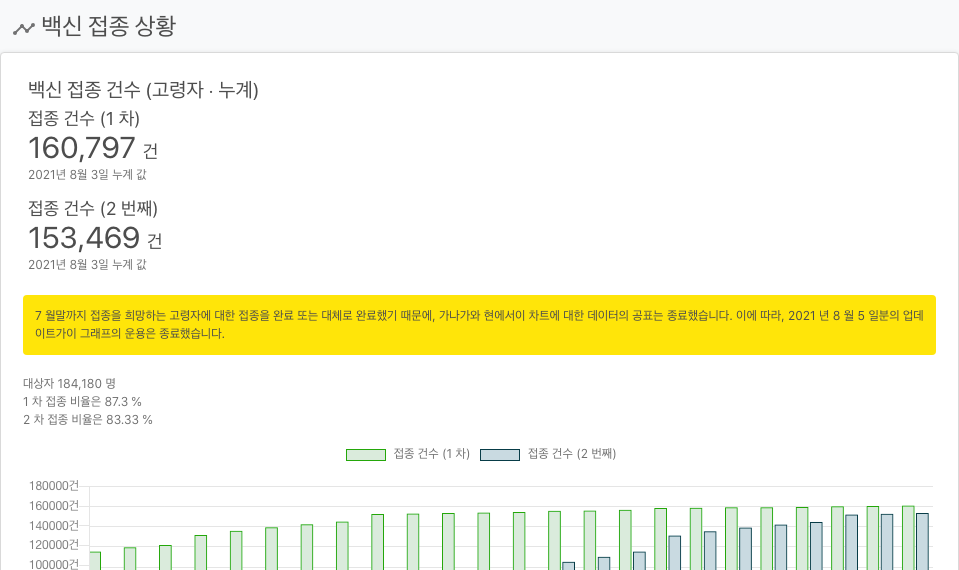 백신 접종 상황
백신 접종 건수 (고령자 · 누계)
접종 건수 (1 차)
160,797 건
2021년 8월 3일 누계 값
접종 건수 (2 번째)
153,469 건
2021년 8월 3일 누계 값
7 월말까지 접종을 희망하는 고령자에 대한 접종을 완료 또는 대체로 완료했기 때문에, 가나가와 현에서이 차트에 대한 데이터의 공표는 종료했습니다. 이에 따라, 2021 년 8 월 5 일분의 업데
이트가이 그래프의 운용은 종료했습니다.
대상자 184,180 명
1 차 접종 비율은 87.3 %
2 차 접종 비율은 83.33 %
접종 건수 (1 차) 접종 건수 (2 번째)
180000건
160000건
140000건
120000건
100000건